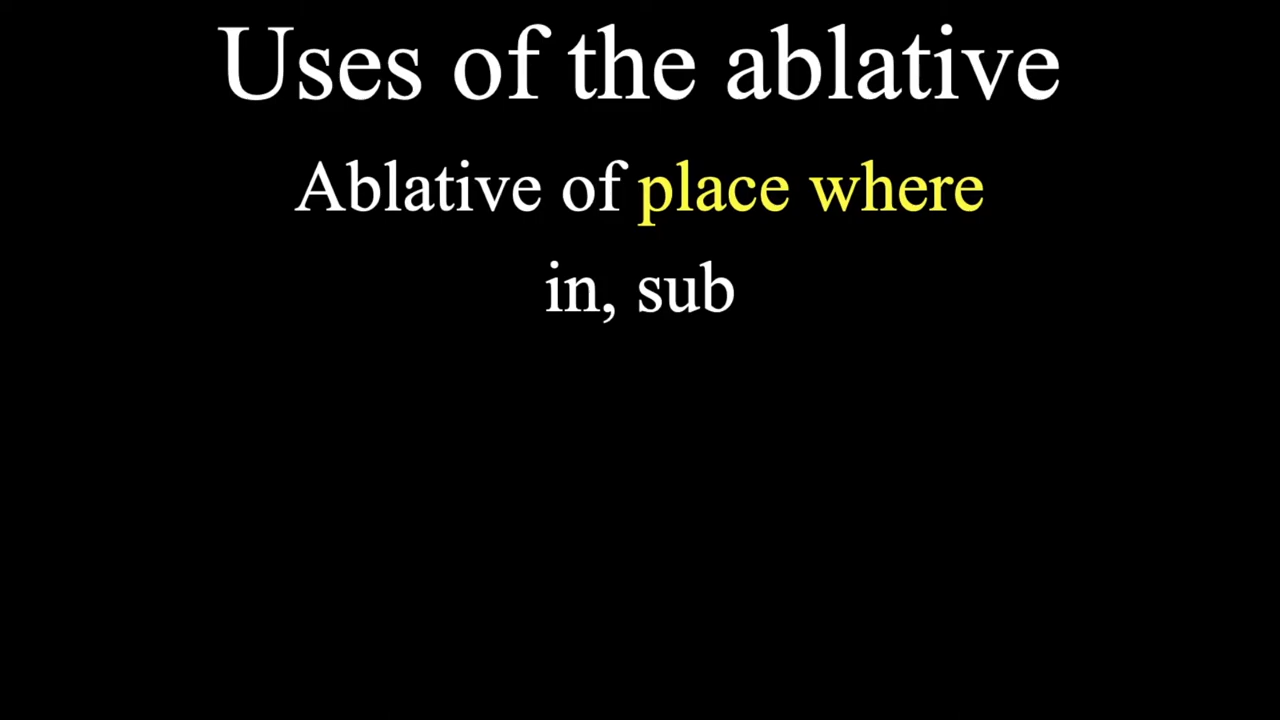 Uses of the ablative
Ablative of place where
in, sub